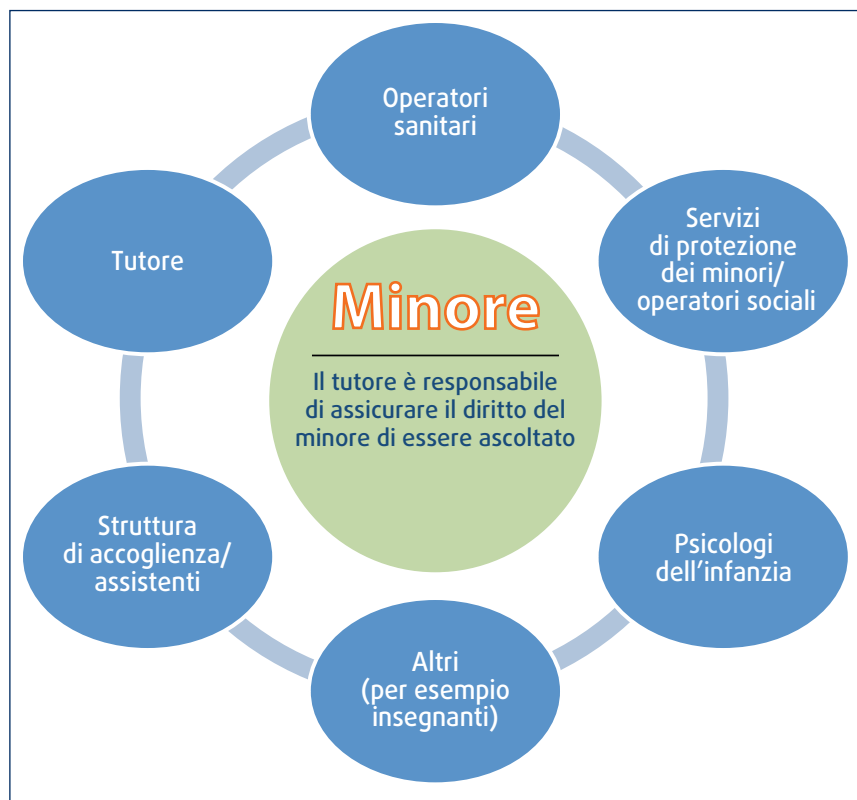 Operatori
sanitari
Servizi
di protezione
dei minori/
operatori sociali
Psicologi
dell'infanzia
Altri
(per esempio
insegnanti)
Struttura
di accoglienza/
assistenti
Tutore
Minore
Il tutore è responsabile
di assicurare il diritto del
minore di essere ascoltato